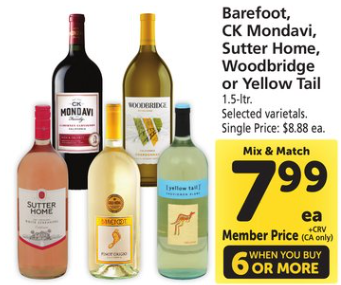 Barefoot,
CK Mondavi,
Sutter Home,
Woodbridge
or Yellow Tail
1.5-ltr.
Selected varietals.
Single Price: $8.88 ea.
Mix & Match
7.99
ea
+CRV
Member Price (CA only)
6 WHEN YOU BUY
OR MORE
CK
MONDAVI
WOODBRIDGE
SUTTER
HOME
BAREFOOT
PINOT GRIGIO
[ yellow tail ]